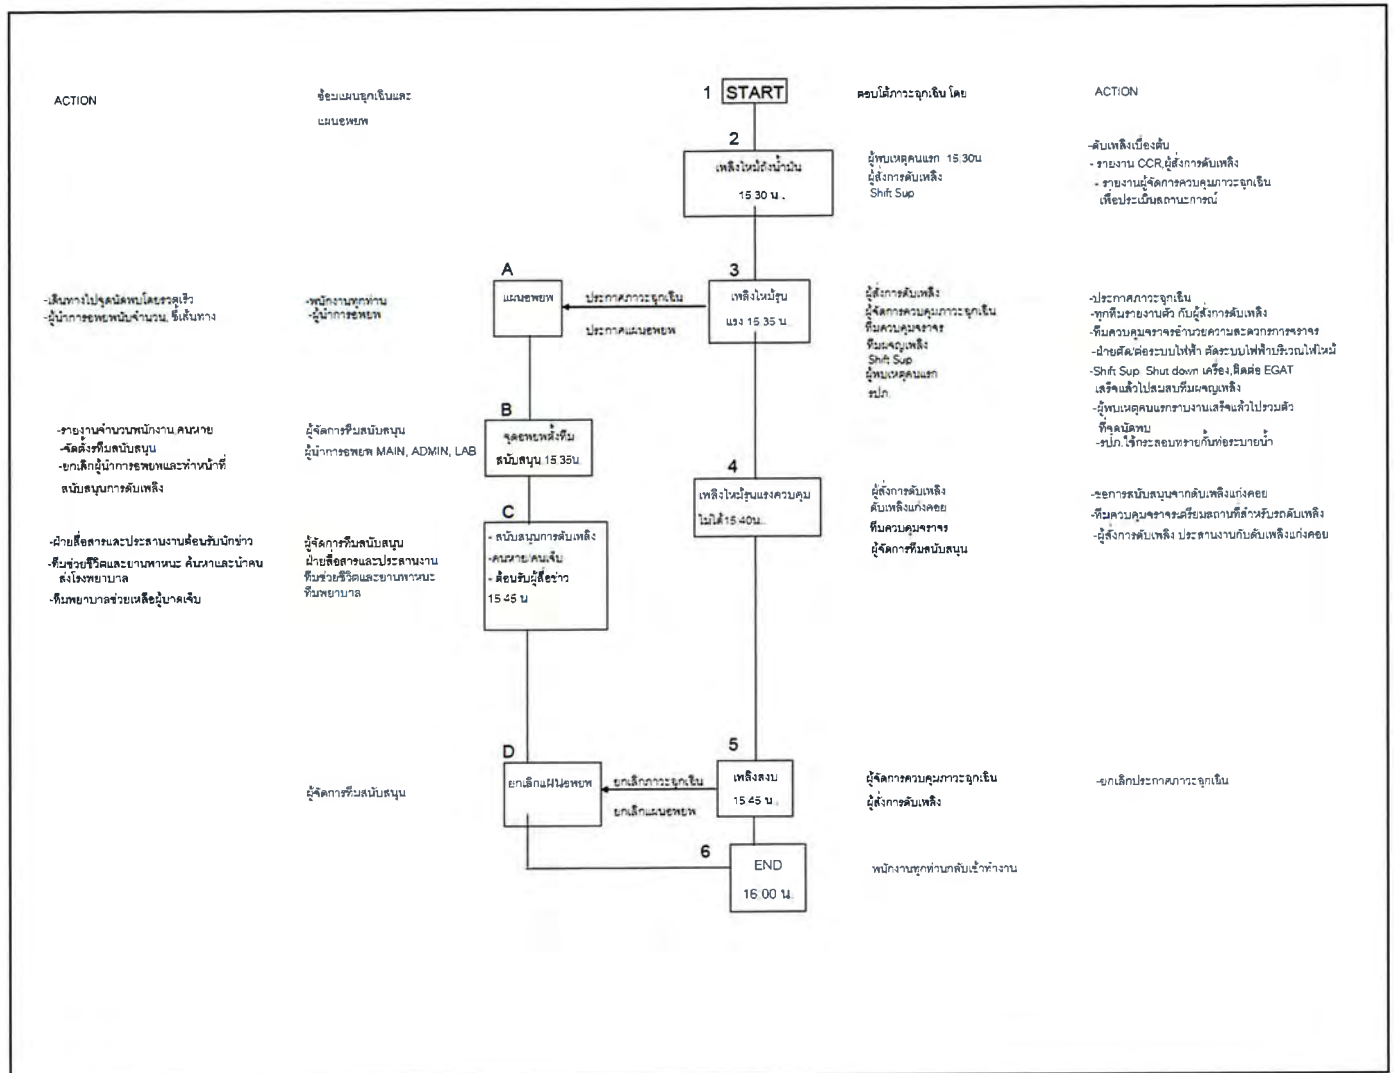 ACTION
ซ้อมแผนฉุกเฉินและ
แผนอพยพ
1 START
ตอบโต้ภาวะฉุกเฉิน โดย
ACTION
2
เพลิงไหม้ถังน้ำมัน
15.30 น.
ผู้พบเหตุคนแรก 15.30น
ผู้สั่งการดับเพลิง
Shift Sup
-ดับเพลิงเบื้องต้น
- รายงาน CCR,ผู้สั่งการดับเพลิง
- รายงานผู้จัดการควบคุมภาวะฉุกเฉิน
เพื่อประเมินสถานะการณ์
-เดินทางไปจุดนัดพบโดยรวดเร็ว
-ผู้นำการอพยพนับจำนวน, ชี้เส้นทาง
-พนักงานทุกท่าน
-ผู้นำการอพยพ
A
แผนอพยพ
ประกาศภาวะฉุกเฉิน
ประกาศแผนอพยพ
3
เพลิงไหม้รุน
แรง 15.35 น.
ผู้สั่งการดับเพลิง
ผู้จัดการควบคุมภาวะฉุกเฉิน
ทีมควบคุมจราจร
ทีมผจญเพลิง
Shift Sup
ผู้พบเหตุคนแรก
รปภ.
-ประกาศภาวะฉุกเฉิน
-ทุกทีมรายงานตัว กับผู้สั่งการดับเพลิง
-ทีมควบคุมจราจรอำนวยความสะดวกการจราจร
-ฝ่ายตัด/ต่อระบบไฟฟ้า ตัดระบบไฟฟ้าบริเวณไฟไหม้
-Shift Sup Shut down เครื่อง,ติดต่อ EGAT
เสร็จแล้วไปสมสบทีมผจญเพลิง
-ผู้พบเหตุคนแรกรายงานเสร็จแล้วไปรวมตัว
ที่จุดนัดพบ
-รปภ.ใช้กระสอบทรายกั้นท่อระบายน้ำ
-รายงานจำนวนพนักงาน,คนหาย
-จัดตั้งทีมสนับสนุน
-ยกเลิกผู้นำการอพยพและทำหน้าที่
สนับสนุนการดับเพลิง
ผู้จัดการทีมสนับสนุน
ผู้นำการอพยพ MAIN, ADMIN, LAB
B
จุดอพยพตั้งทีม
สนับสนุน 15.35น.
4
เพลิงไหม้รุนแรงควบคุม
ไม่ได้15.40น.
ผู้สั่งการดับเพลิง
ดับเพลิงแก่งคอย
ทีมควบคุมจราจร
ผู้จัดการทีมสนับสนุน
-ขอการสนับสนุนจากดับเพลิงแก่งคอย
-ทีมควบคุมจราจรเตรียมสถานที่สำหรับรถดับเพลิง
-ผู้สั่งการดับเพลิง ประสานงานกับดับเพลิงแก่งคอย
-ฝ่ายสื่อสารและประสานงานต้อนรับนักข่าว
-ทีมช่วยชีวิตและยานพาหนะ ค้นหาและนำคน
ส่งโรงพยาบาล
-ทีมพยาบาลช่วยเหลือผู้บาดเจ็บ
ผู้จัดการทีมสนับสนุน
ฝ่ายสื่อสารและประสานงาน
ทีมช่วยชีวิตและยานพาหนะ
ทีมพยาบาล
C
- สนับสนุนการดับเพลิง
-คนหาย/คนเจ็บ
- ต้อนรับผู้สื่อข่าว
15.45 น
ผู้จัดการทีมสนับสนุน
D
ยกเลิกแผนอพยพ
ยกเลิกภาวะฉุกเฉิน
ยกเลิกแผนอพยพ
5
เพลิงสงบ
15.45 น.
ผู้จัดการควบคุมภาวะฉุกเฉิน
ผู้สั่งการดับเพลิง
-ยกเลิกประกาศภาวะฉุกเฉิน
6
END
16.00 น.
พนักงานทุกท่านกลับเข้าทำงาน